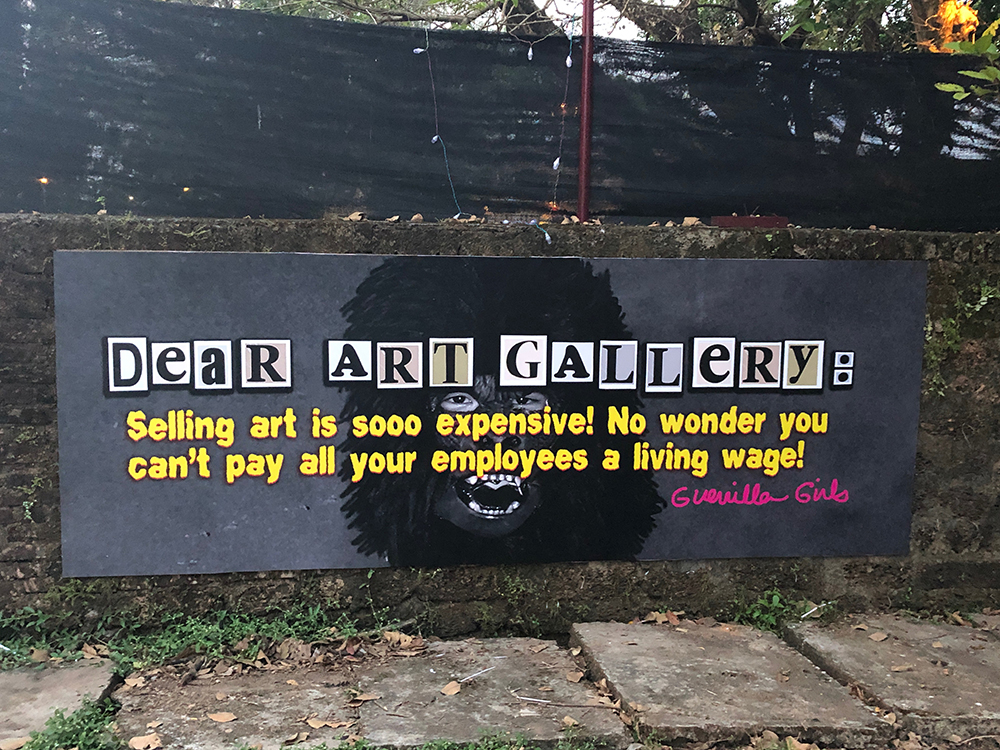 Dear ART GALLeRy:
Selling art is sooo expensive! No wonder you
can't pay all your employees a living wage!
Guerrilla Girls